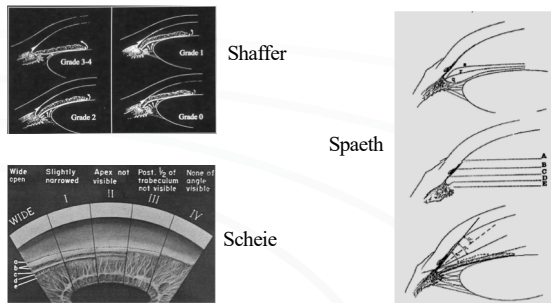 Grade 3-4
Grade 1
Grade 2
Grade 0
Shaffer
Wide open
Slightly narrowed
Apex not visible
Post. ½ of trabeculum not visible
None of angle visible
WIDE
I
II
III
IV
a
b
c
d
e
Scheie
Spaeth
A
B
C
D
E